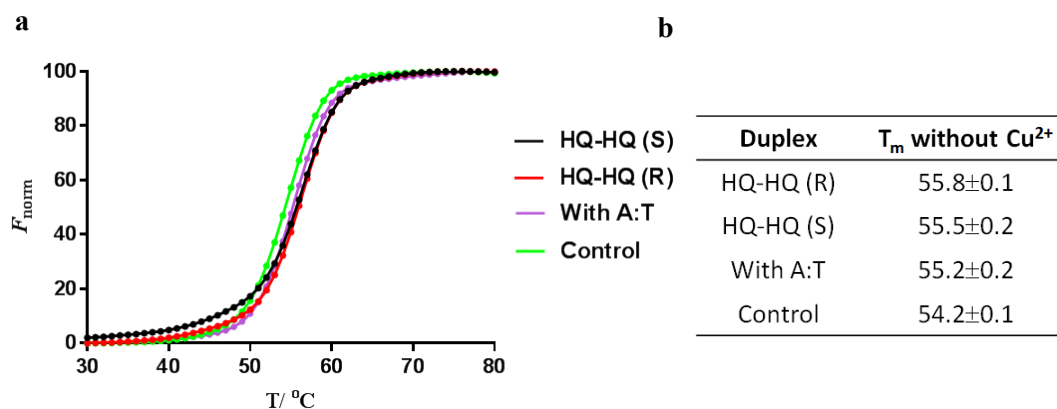 a
b
100
80
60
40
20
0
30
40
50
60
70
80
F_norm
T/ °C
HQ-HQ (S)
HQ-HQ (R)
With A:T
Control
Duplex T_m without Cu²⁺
HQ-HQ (R) 55.8±0.1
HQ-HQ (S) 55.5±0.2
With A:T 55.2±0.2
Control 54.2±0.1